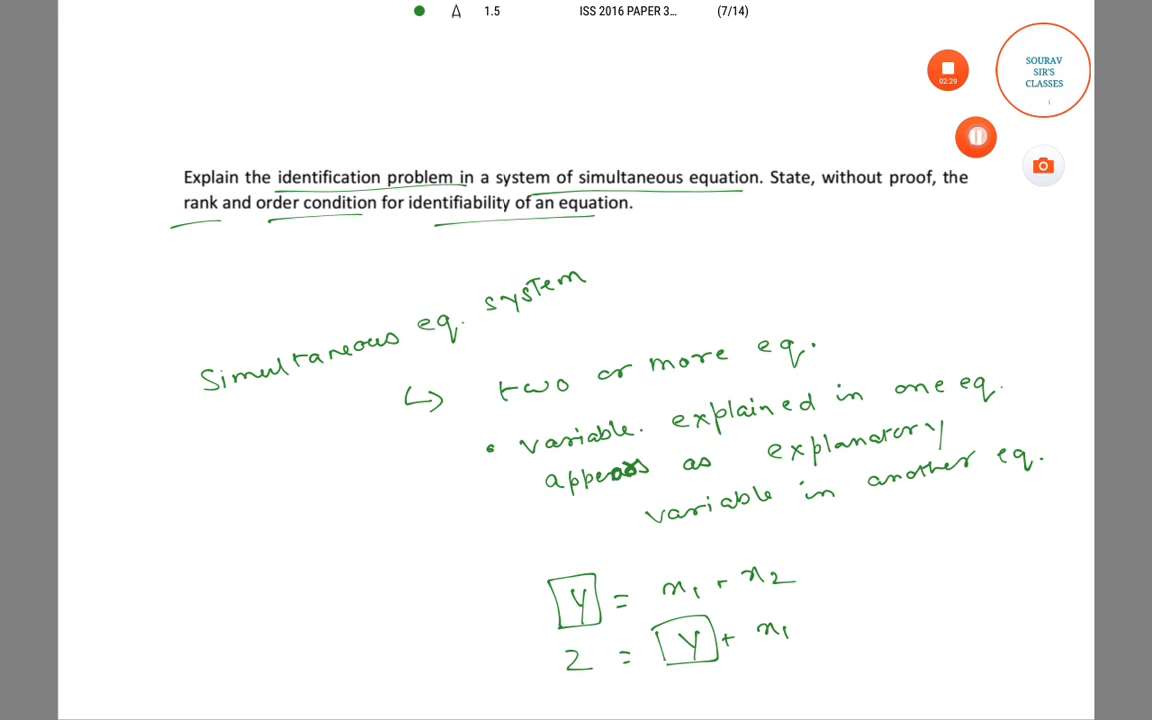 1.5 ISS 2016 PAPER 3... (7/14)
SOURAV
SIR'S
CLASSES
02:29
Explain the identification problem in a system of simultaneous equation. State, without proof, the
rank and order condition for identifiability of an equation.
Simultaneous eq. system
↳ two or more eq.
• variable. explained in one eq.
appears as explanatory
variable in another eq.
Y = x1 + x2
2 = Y + x1